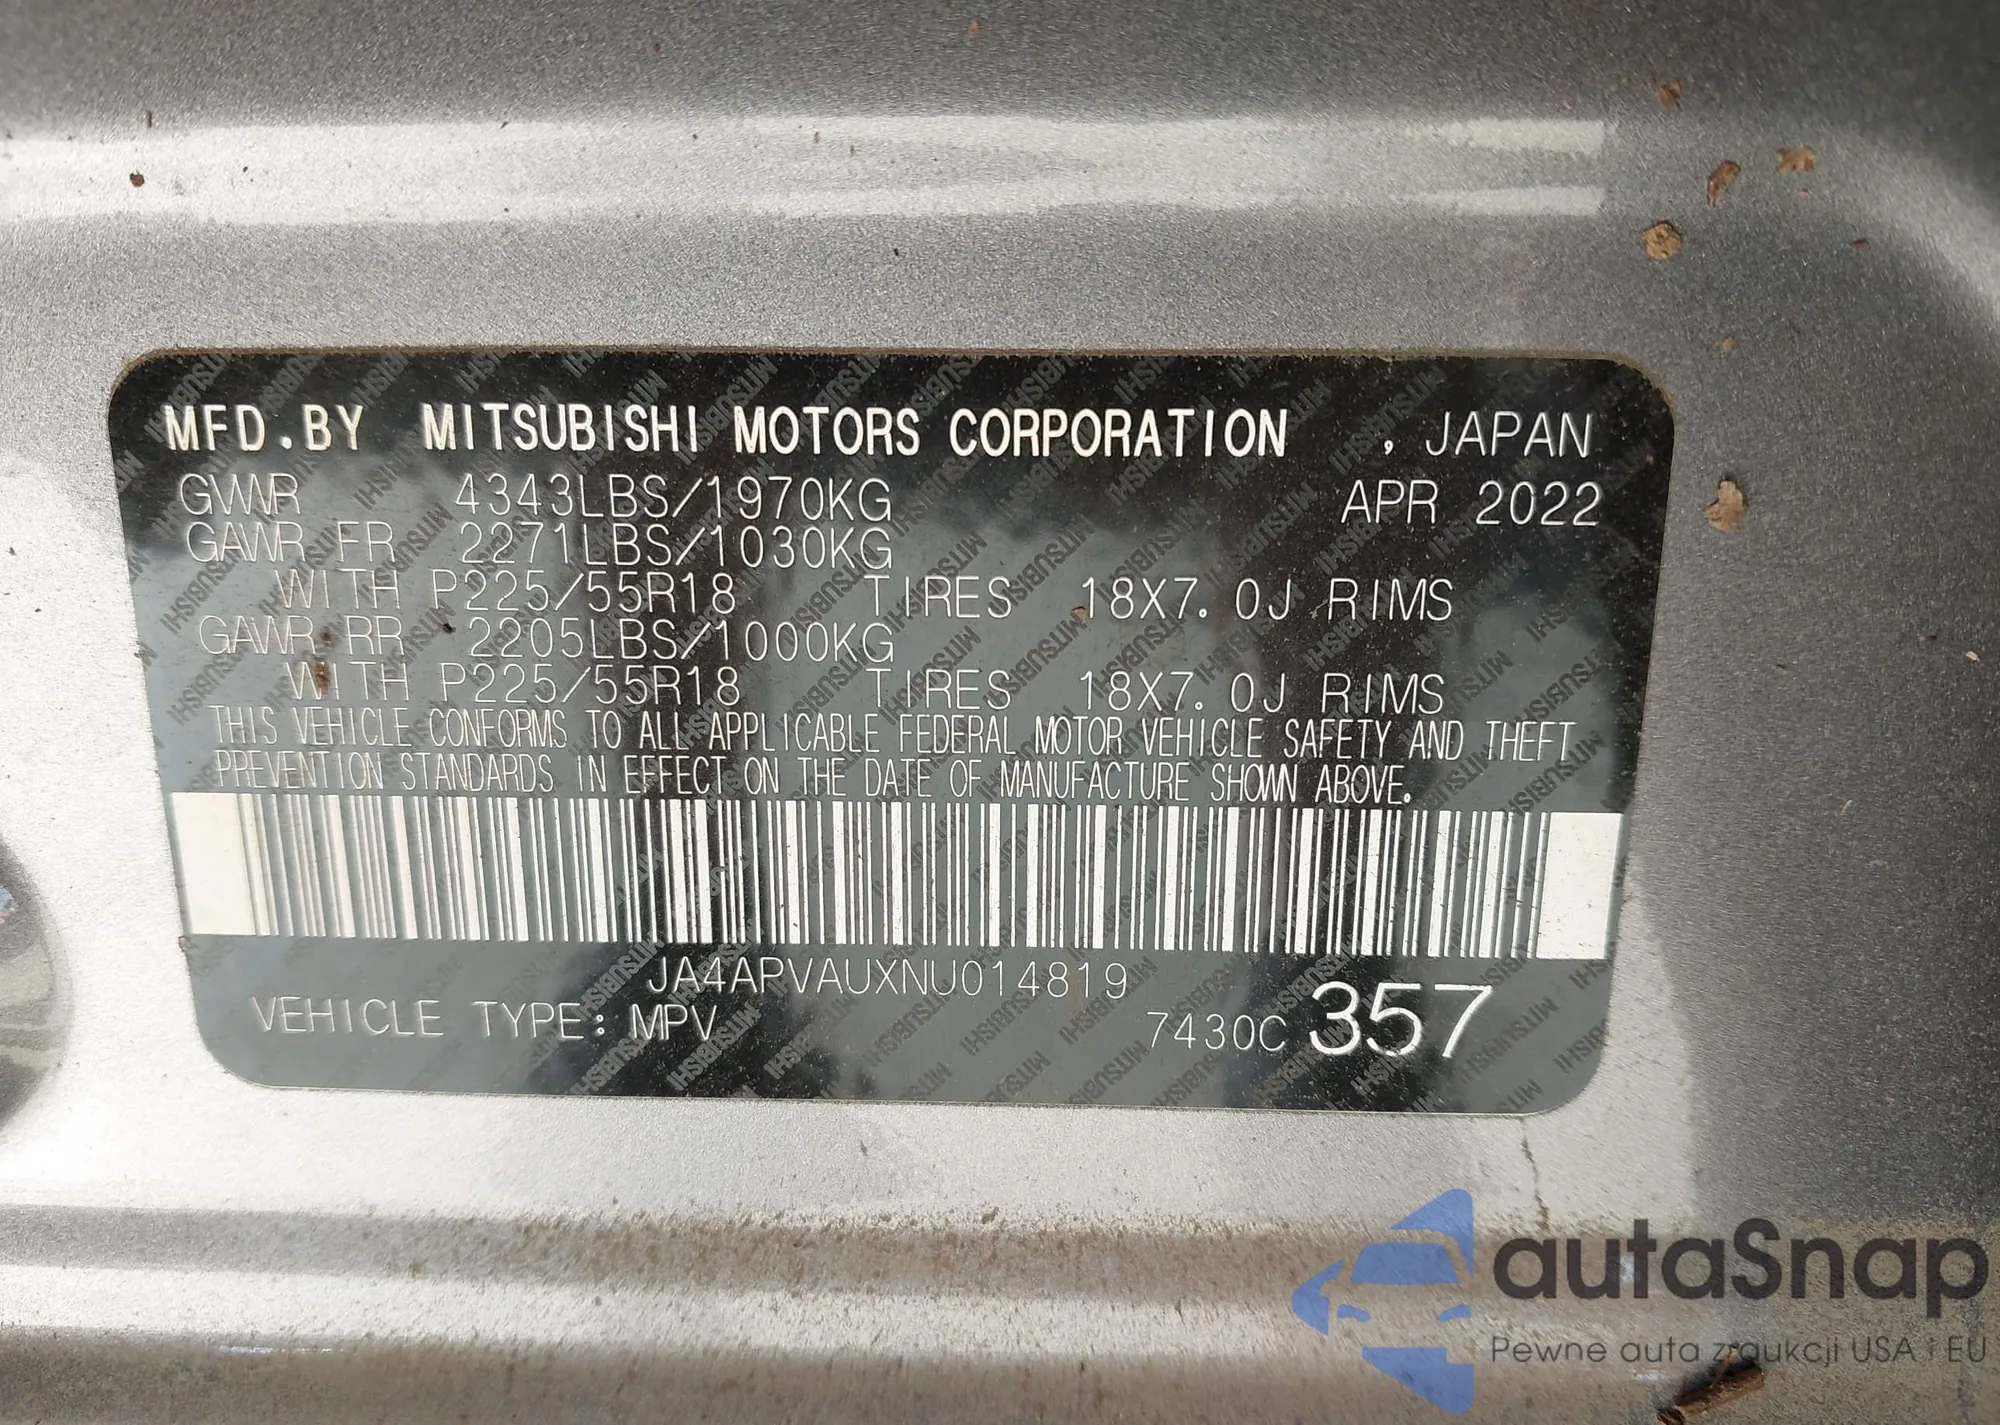 MFD.BY MITSUBISHI MOTORS CORPORATION , JAPAN
GVWR 4343LBS/1970KG APR 2022
GAWR FR 2271LBS/1030KG
WITH P225/55R18 TIRES 18X7.0J RIMS
GAWR RR 2205LBS/1000KG
WITH P225/55R18 TIRES 18X7.0J RIMS
THIS VEHICLE CONFORMS TO ALL APPLICABLE FEDERAL MOTOR VEHICLE SAFETY AND THEFT
PREVENTION STANDARDS IN EFFECT ON THE DATE OF MANUFACTURE SHOWN ABOVE.
JA4APVAUXNU014819
VEHICLE TYPE: MPV 7430C 357
autaSnap
Pewne auta z aukcji USA i EU